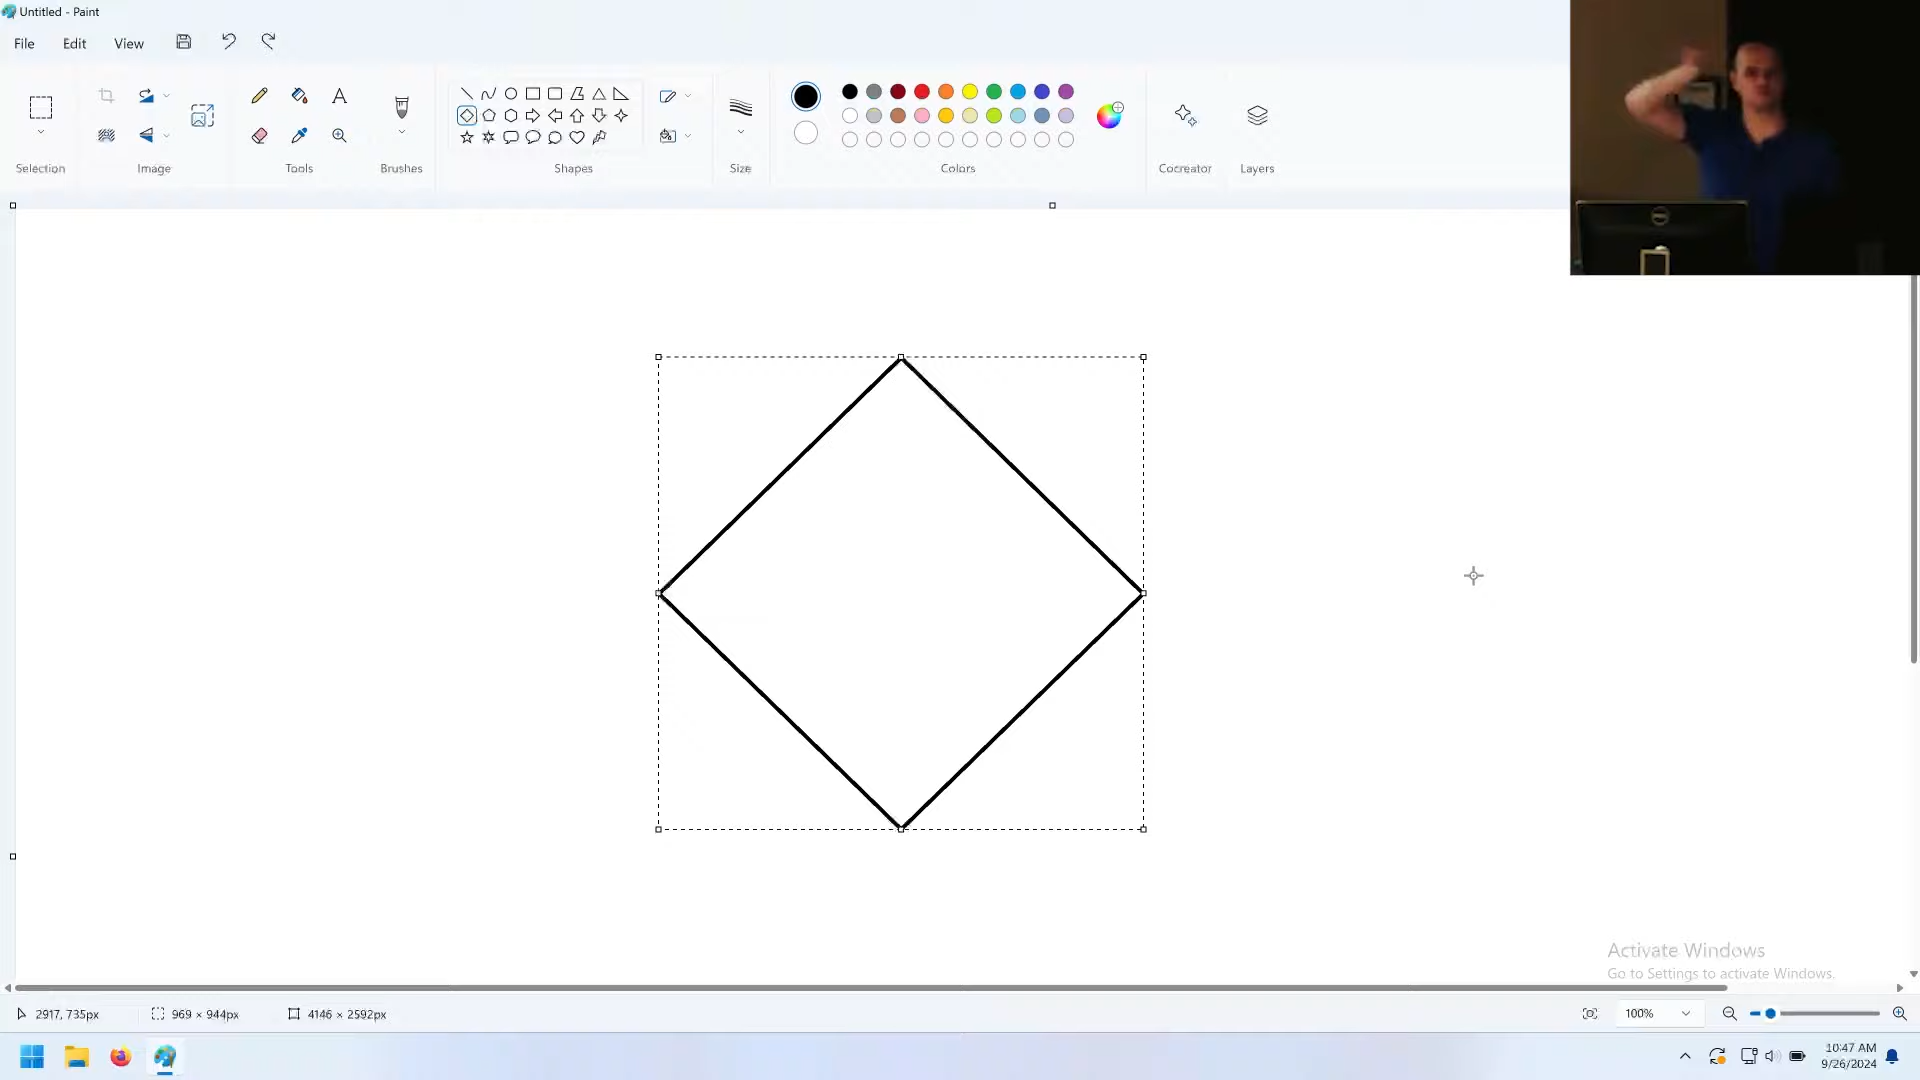 Untitled - Paint
File Edit View
Selection Image Tools Brushes Shapes Size Colors Cocreator Layers
Activate Windows
Go to Settings to activate Windows.
2917, 735px 969 × 944px 4146 × 2592px 100%
10:47 AM
9/26/2024